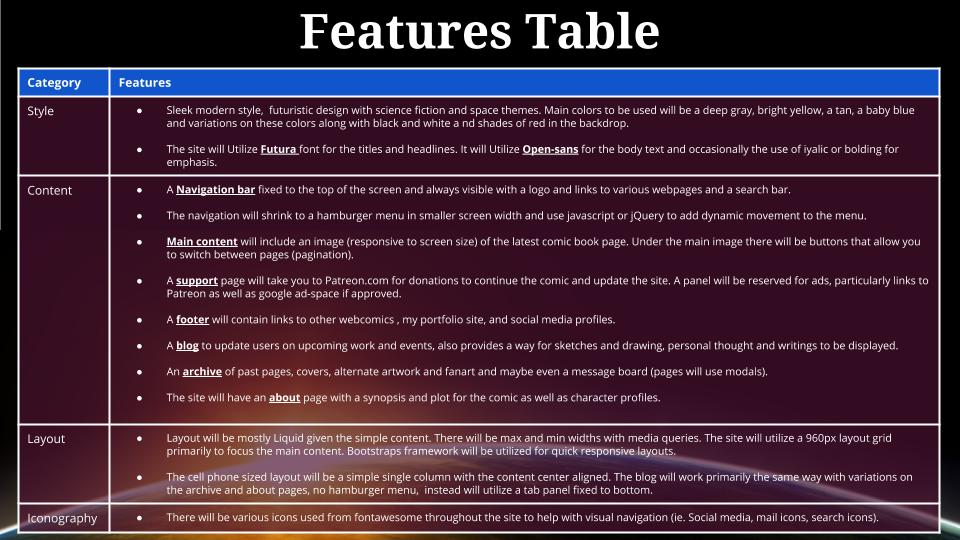 Features Table
Category Features
Style
● Sleek modern style, futuristic design with science fiction and space themes. Main colors to be used will be a deep gray, bright yellow, a tan, a baby blue
and variations on these colors along with black and white a nd shades of red in the backdrop.
● The site will Utilize Futura font for the titles and headlines. It will Utilize Open-sans for the body text and occasionally the use of iyalic or bolding for
emphasis.
Content
● A Navigation bar fixed to the top of the screen and always visible with a logo and links to various webpages and a search bar.
● The navigation will shrink to a hamburger menu in smaller screen width and use javascript or jQuery to add dynamic movement to the menu.
● Main content will include an image (responsive to screen size) of the latest comic book page. Under the main image there will be buttons that allow you
to switch between pages (pagination).
● A support page will take you to Patreon.com for donations to continue the comic and update the site. A panel will be reserved for ads, particularly links to
Patreon as well as google ad-space if approved.
● A footer will contain links to other webcomics , my portfolio site, and social media profiles.
● A blog to update users on upcoming work and events, also provides a way for sketches and drawing, personal thought and writings to be displayed.
● An archive of past pages, covers, alternate artwork and fanart and maybe even a message board (pages will use modals).
● The site will have an about page with a synopsis and plot for the comic as well as character profiles.
Layout
● Layout will be mostly Liquid given the simple content. There will be max and min widths with media queries. The site will utilize a 960px layout grid
primarily to focus the main content. Bootstraps framework will be utilized for quick responsive layouts.
● The cell phone sized layout will be a simple single column with the content center aligned. The blog will work primarily the same way with variations on
the archive and about pages, no hamburger menu, instead will utilize a tab panel fixed to bottom.
Iconography
● There will be various icons used from fontawesome throughout the site to help with visual navigation (ie. Social media, mail icons, search icons).